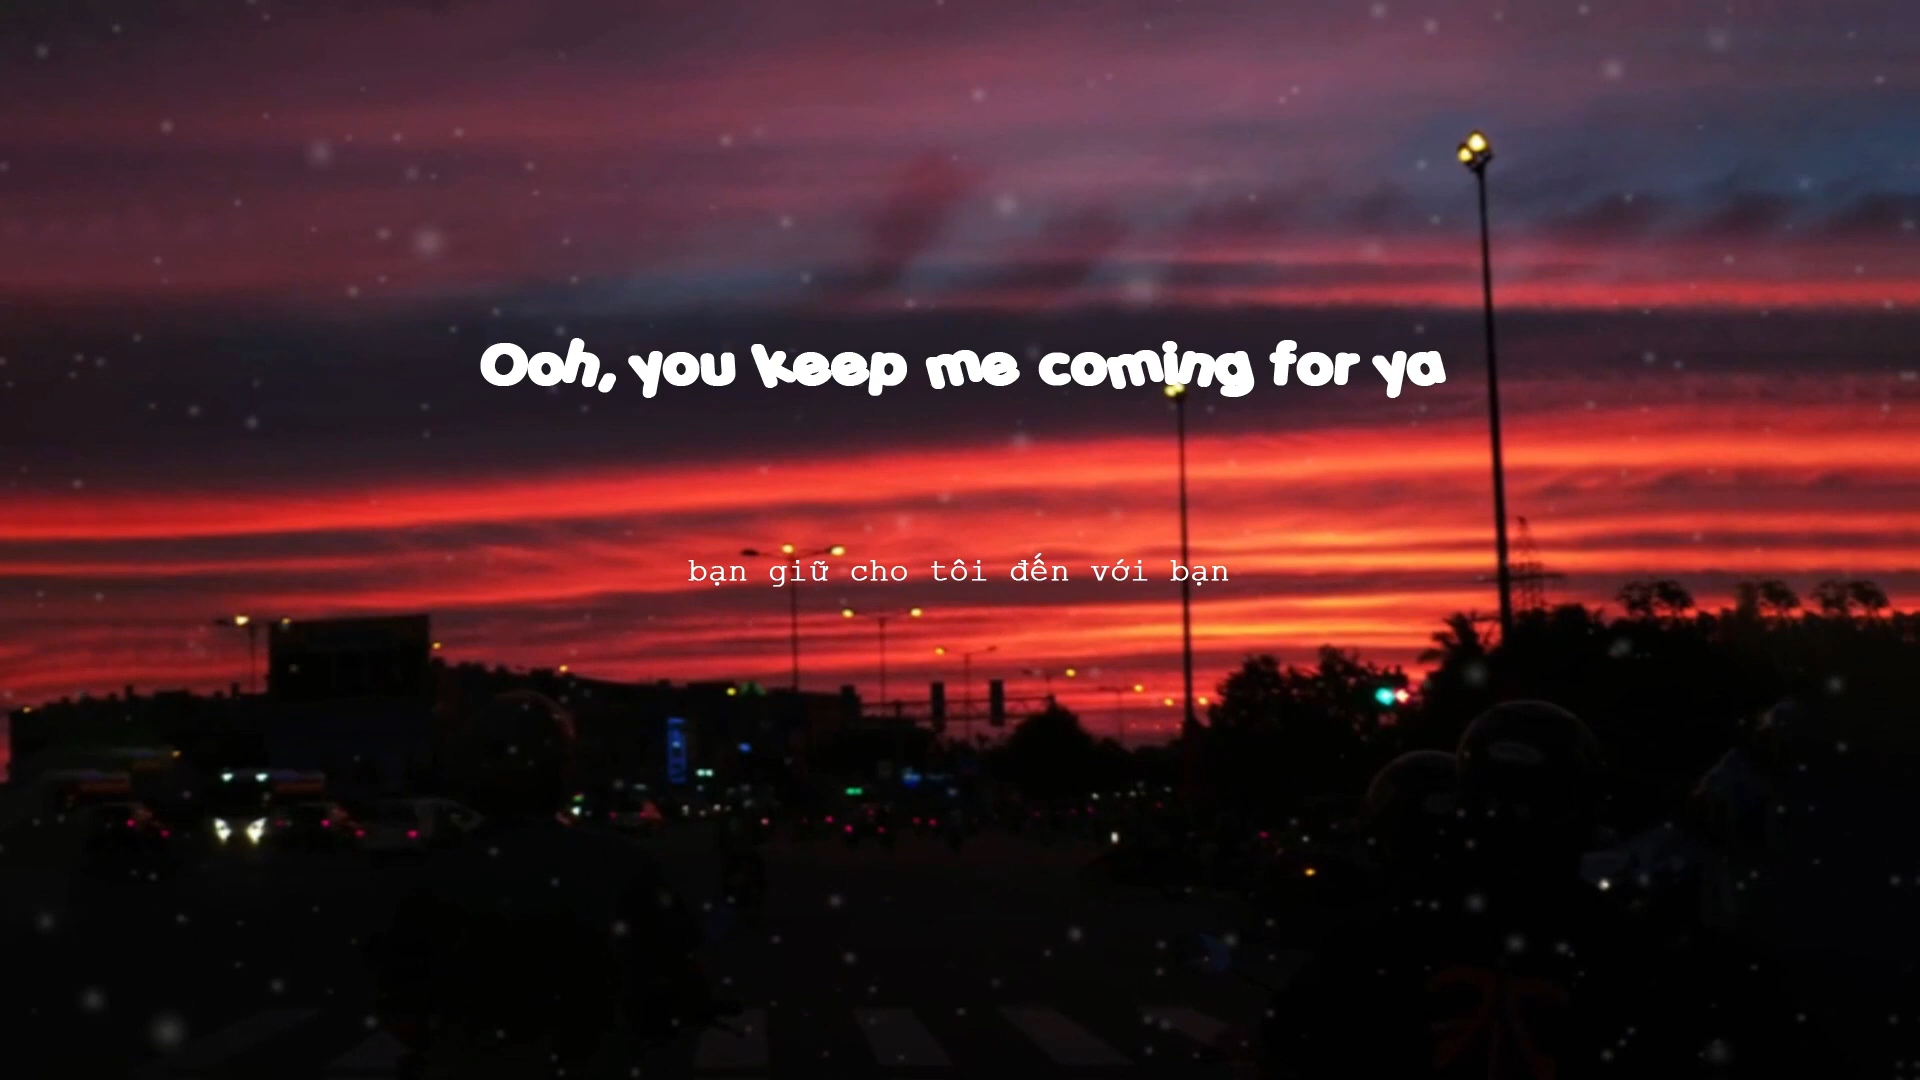 Ooh, you keep me coming for ya
bạn giữ cho tôi đến với bạn